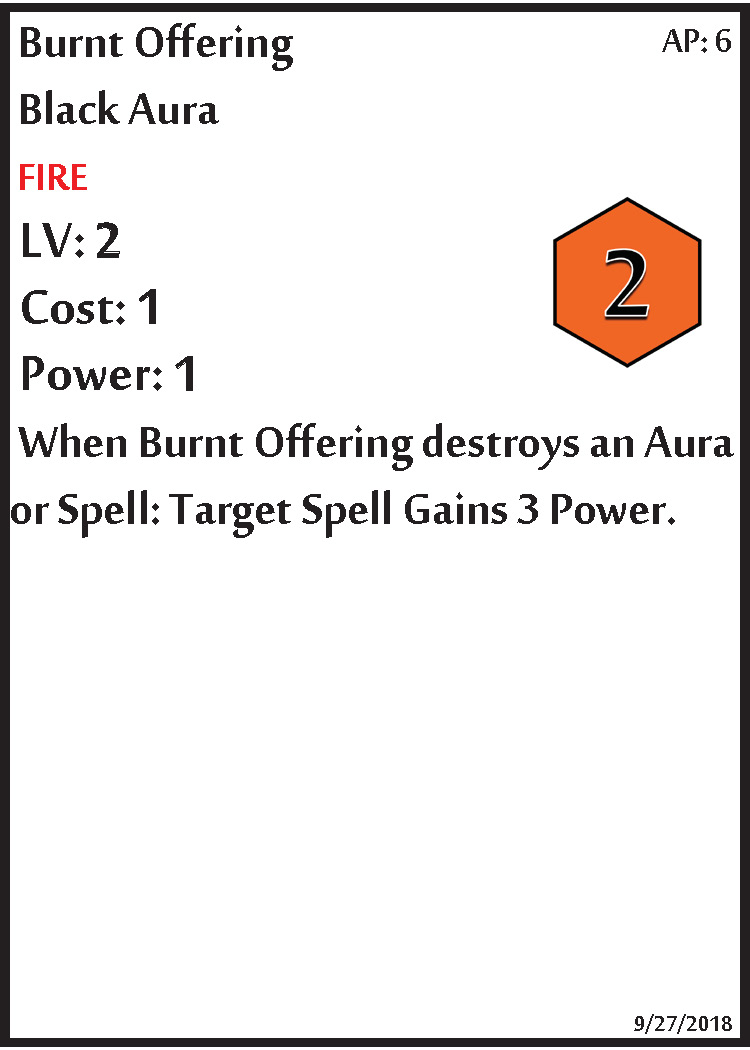 Burnt Offering
AP: 6
Black Aura
FIRE
LV: 2
2
Cost: 1
Power: 1
When Burnt Offering destroys an Aura
or Spell: Target Spell Gains 3 Power.
9/27/2018